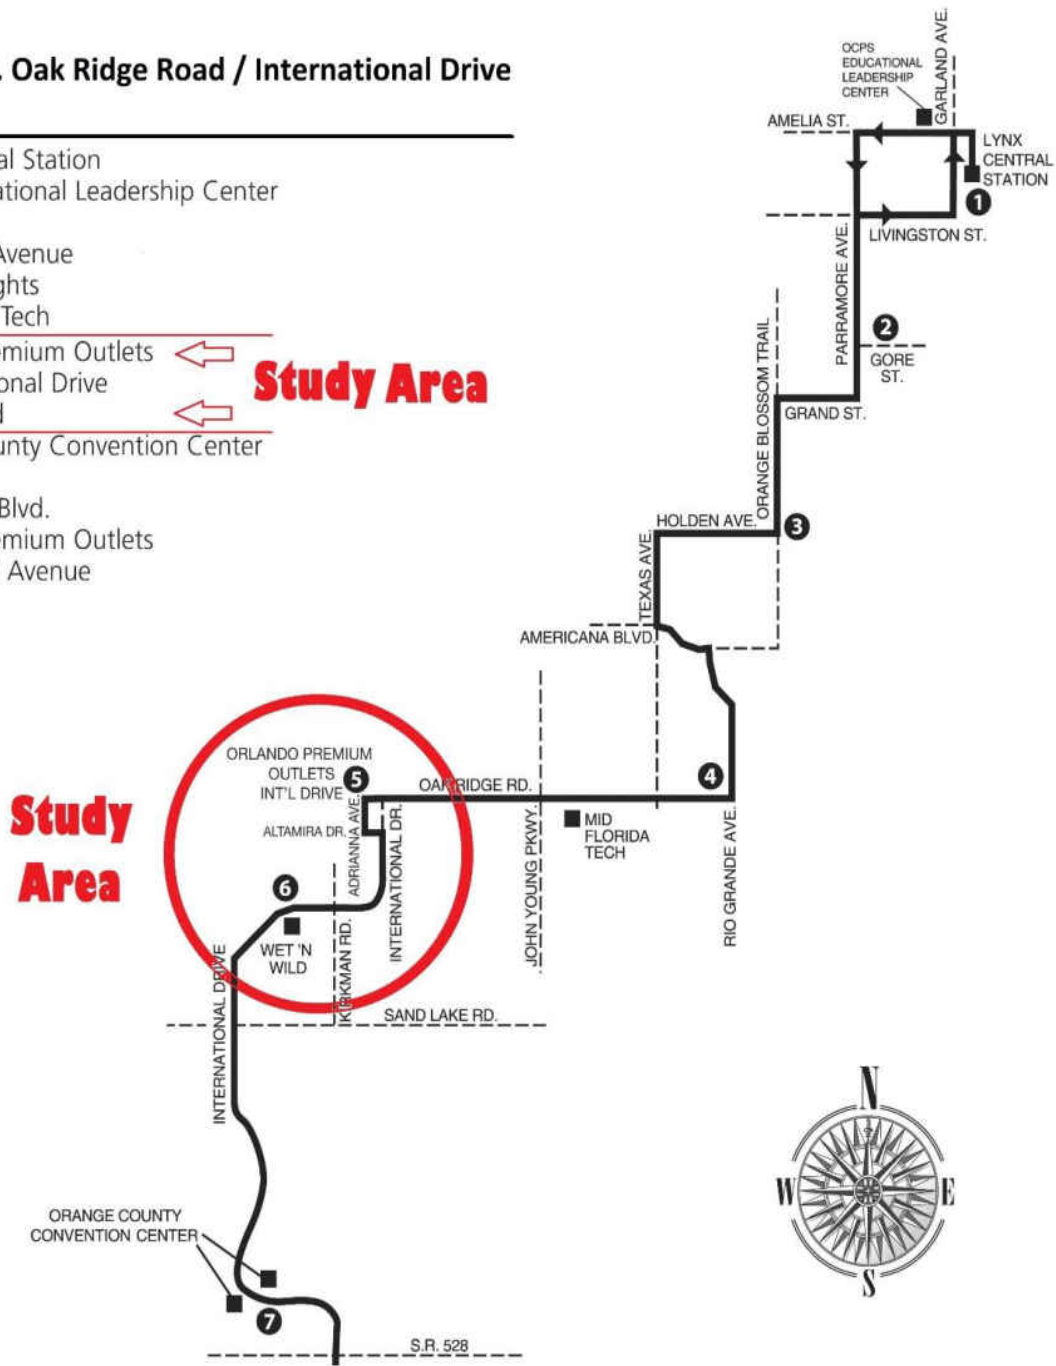 . Oak Ridge Road / International Drive
al Station
ational Leadership Center
Avenue
ghts
Tech
emium Outlets
onal Drive
d
unty Convention Center
Blvd.
emium Outlets
Avenue
Study Area
OCPS
EDUCATIONAL
LEADERSHIP
CENTER
GARLAND AVE.
AMELIA ST.
LYNX
CENTRAL
STATION
1
LIVINGSTON ST.
PARRAMORE AVE.
2
GORE
ST.
ORANGE BLOSSOM TRAIL
GRAND ST.
HOLDEN AVE.
3
TEXAS AVE.
AMERICANA BLVD.
ORLANDO PREMIUM
OUTLETS
INT'L DRIVE
5
OAK RIDGE RD.
4
ALTAMIRA DR.
ADRIANNA AVE.
INTERNATIONAL DR.
JOHN YOUNG PKWY.
MID
FLORIDA
TECH
RIO GRANDE AVE.
Study
Area
6
WET 'N
WILD
KIRKMAN RD.
INTERNATIONAL DRIVE
SAND LAKE RD.
ORANGE COUNTY
CONVENTION CENTER
7
S.R. 528
N
W
E
S